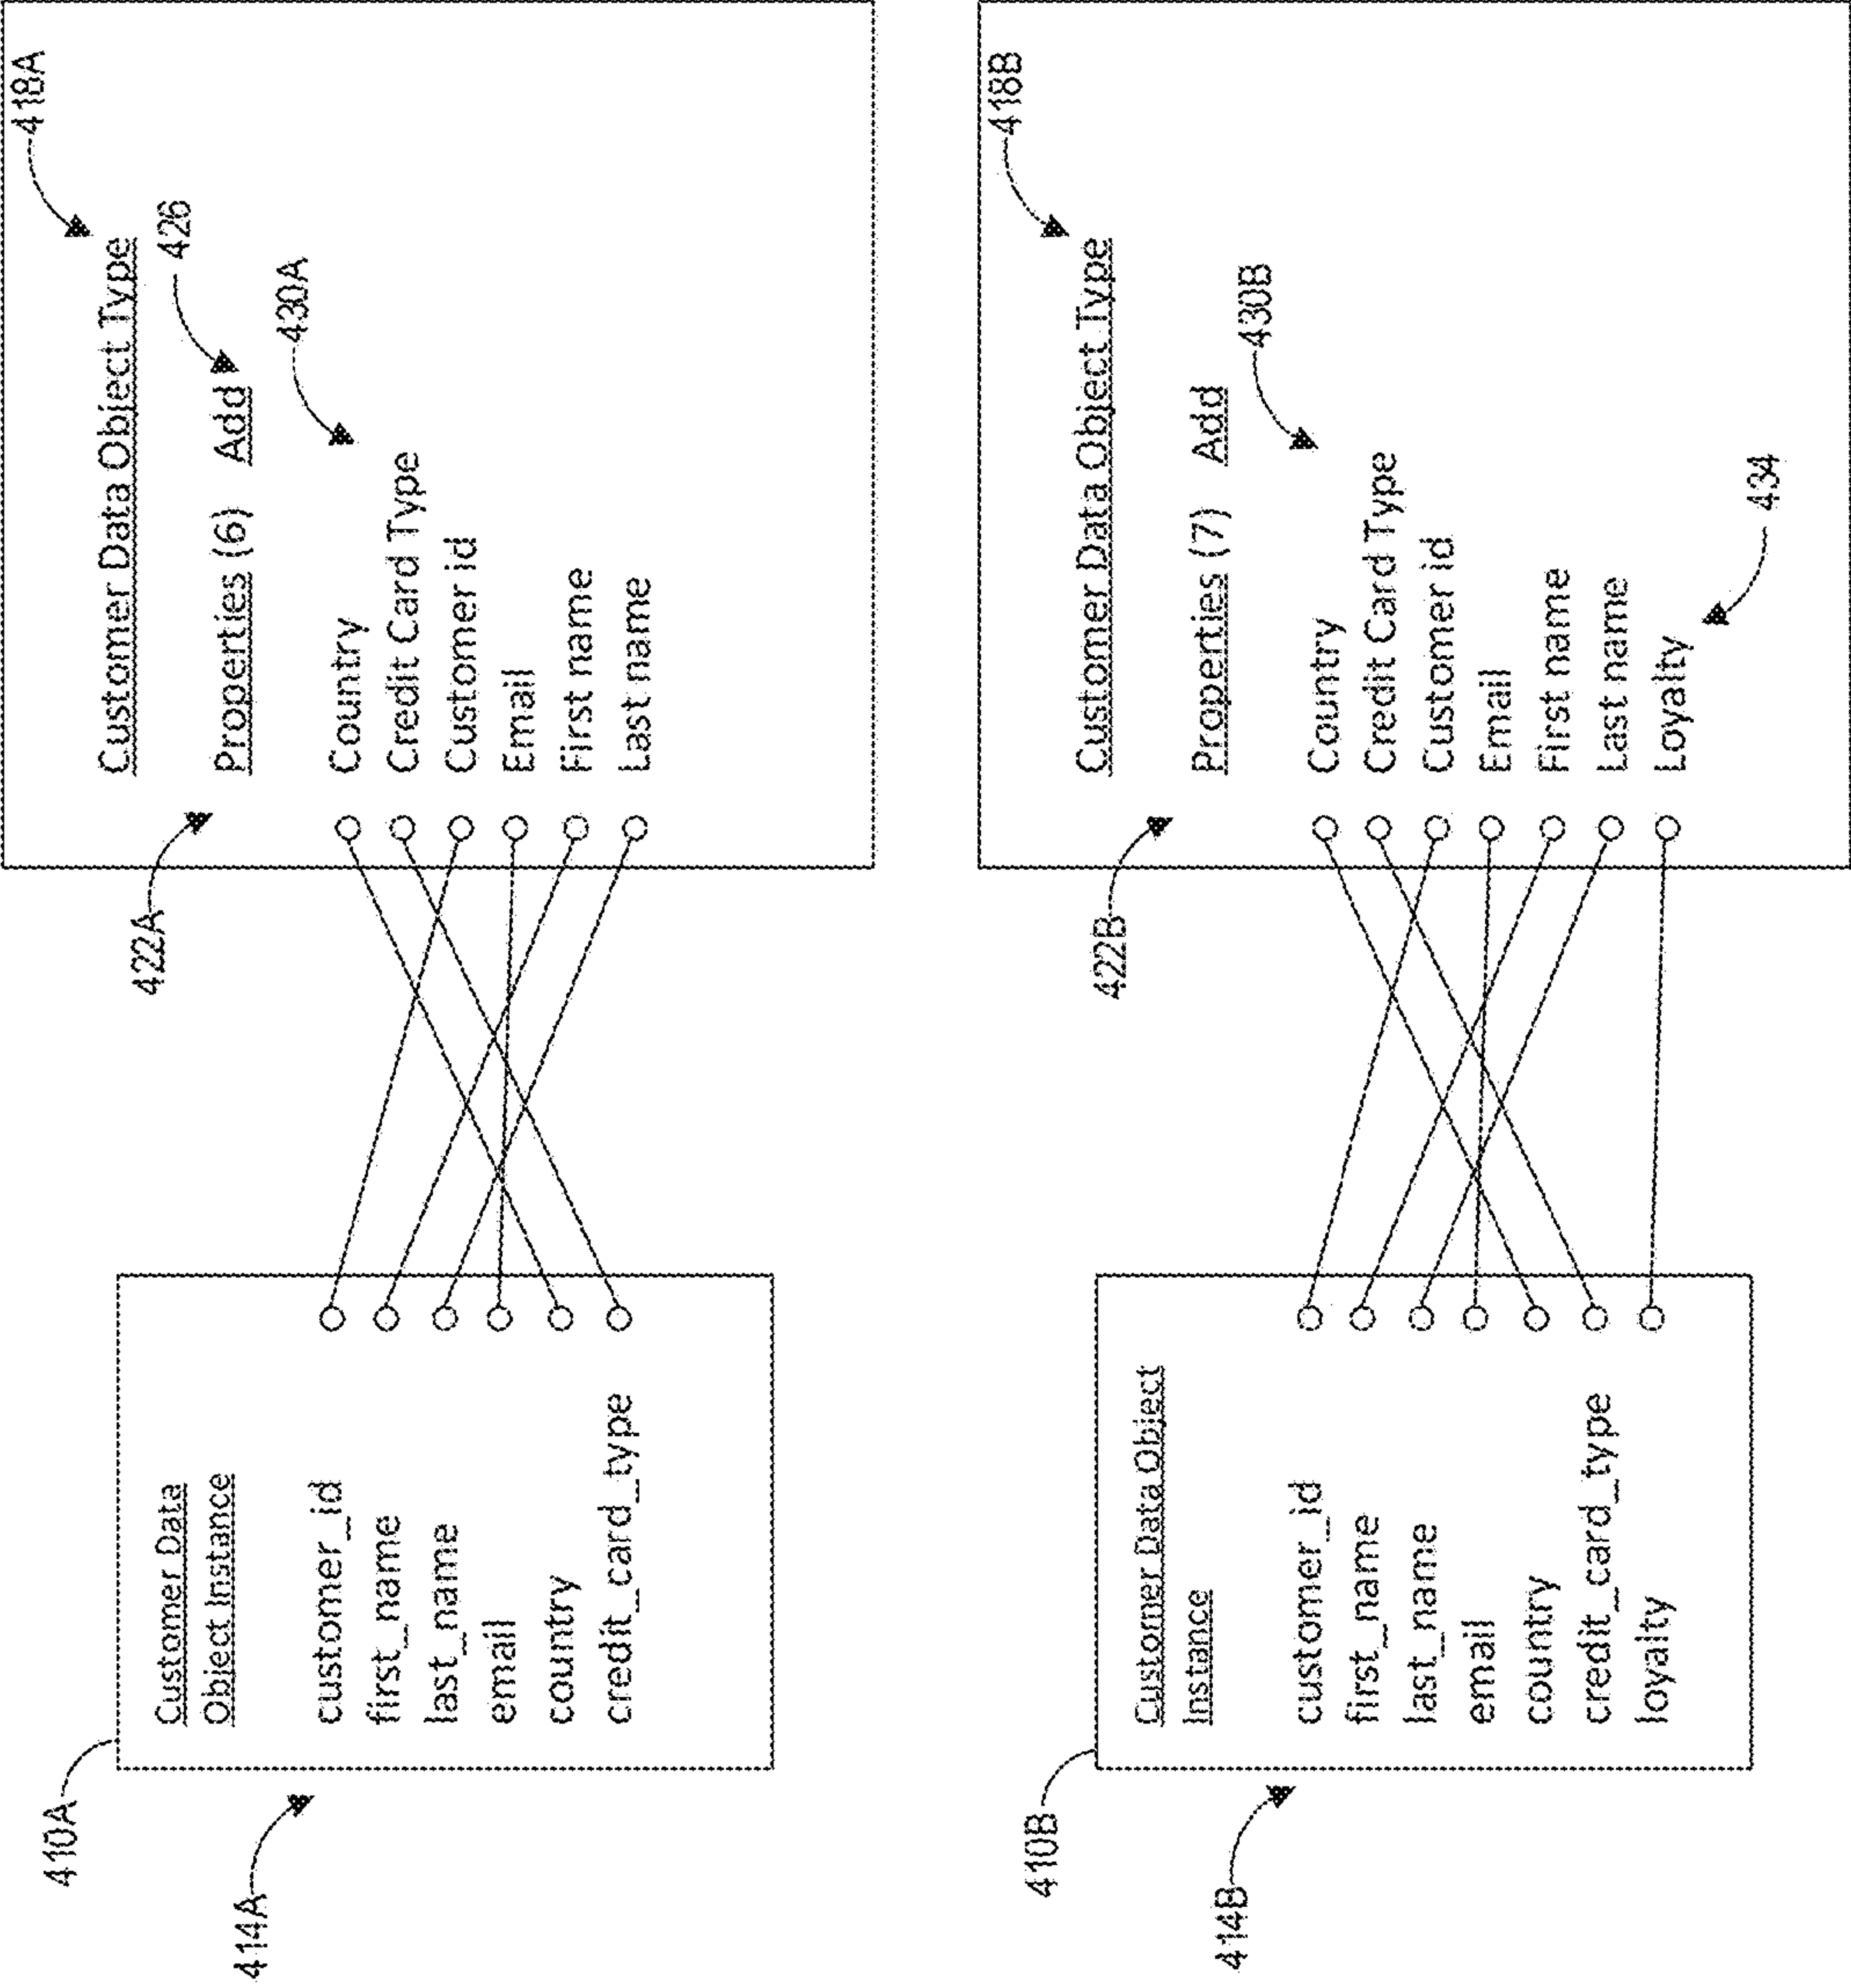 410A
414A
Customer Data
Object Instance
customer_id
first_name
last_name
email
country
credit_card_type
422A
418A
Customer Data Object Type
426
Properties (6) Add
430A
Country
Credit Card Type
Customer id
Email
First name
Last name
410B
414B
Customer Data Object
Instance
customer_id
first_name
last_name
email
country
credit_card_type
loyalty
422B
418B
Customer Data Object Type
Properties (7) Add
430B
Country
Credit Card Type
Customer id
Email
First name
Last name
Loyalty
434